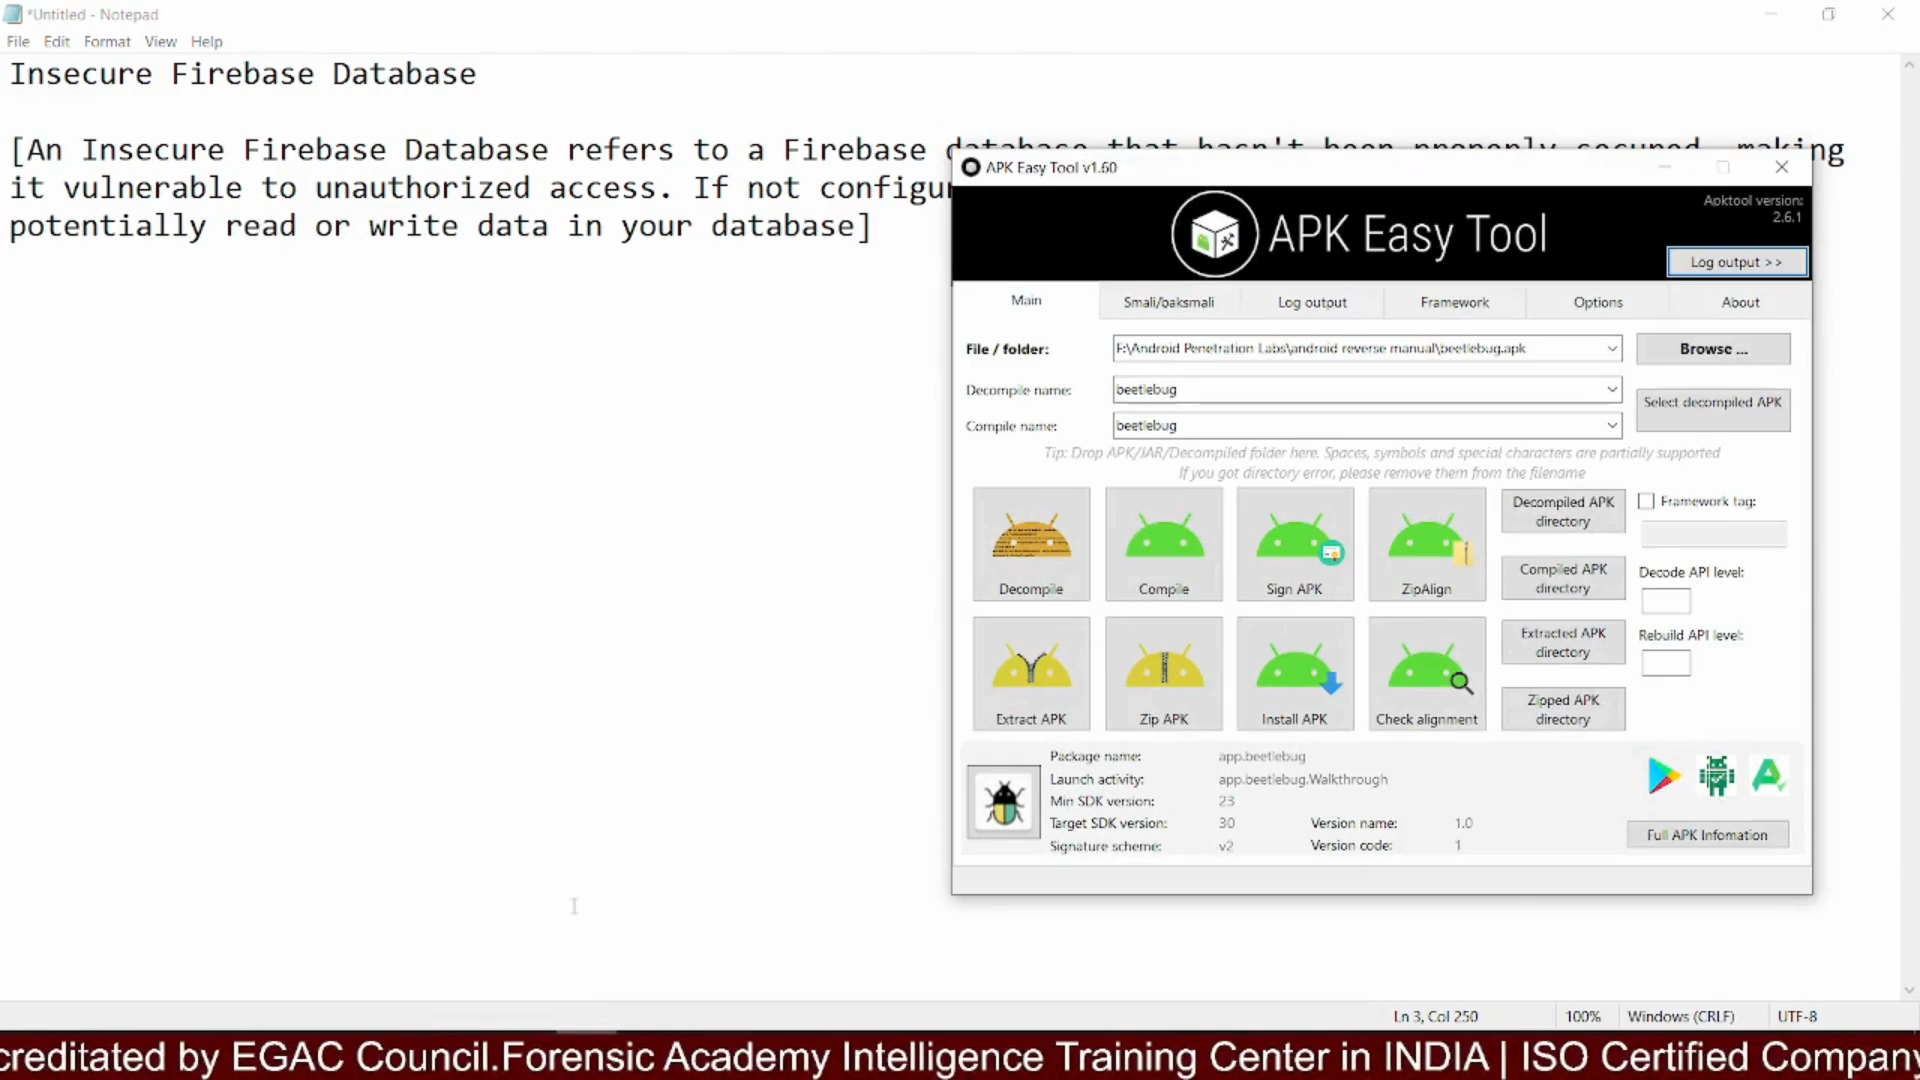 *Untitled - Notepad
File Edit Format View Help
Insecure Firebase Database
[An Insecure Firebase Database refers to a Firebase database that hasn't been properly secured, making
it vulnerable to unauthorized access. If not configur
potentially read or write data in your database]
APK Easy Tool v1.60
APK Easy Tool
Apktool version:
2.6.1
Log output >>
Main Smali/baksmali Log output Framework Options About
File / folder: F:\Android Penetration Labs\android reverse manual\beetlebug.apk Browse ...
Decompile name: beetlebug Select decompiled APK
Compile name: beetlebug
Tip: Drop APK/JAR/Decompiled folder here. Spaces, symbols and special characters are partially supported
If you got directory error, please remove them from the filename
Decompile Compile Sign APK ZipAlign
Decompiled APK
directory
Framework tag:
Compiled APK
directory
Decode API level:
Extract APK Zip APK Install APK Check alignment
Extracted APK
directory
Rebuild API level:
Zipped APK
directory
Package name: app.beetlebug
Launch activity: app.beetlebug.Walkthrough
Min SDK version: 23
Target SDK version: 30 Version name: 1.0
Signature scheme: v2 Version code: 1
Full APK Infomation
Ln 3, Col 250 100% Windows (CRLF) UTF-8
creditated by EGAC Council.Forensic Academy Intelligence Training Center in INDIA | ISO Certified Company